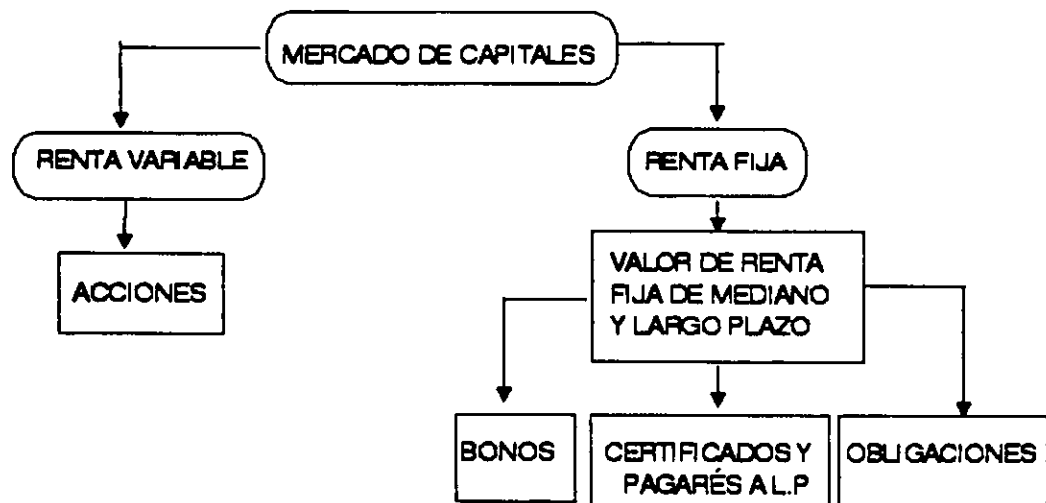 MERCADO DE CAPITALES
RENTA VARIABLE
RENTA FIJA
ACCIONES
VALOR DE RENTA
FIJA DE MEDIANO
Y LARGO PLAZO
BONOS
CERTIFICADOS Y
PAGARÉS A L.P
OBLIGACIONES